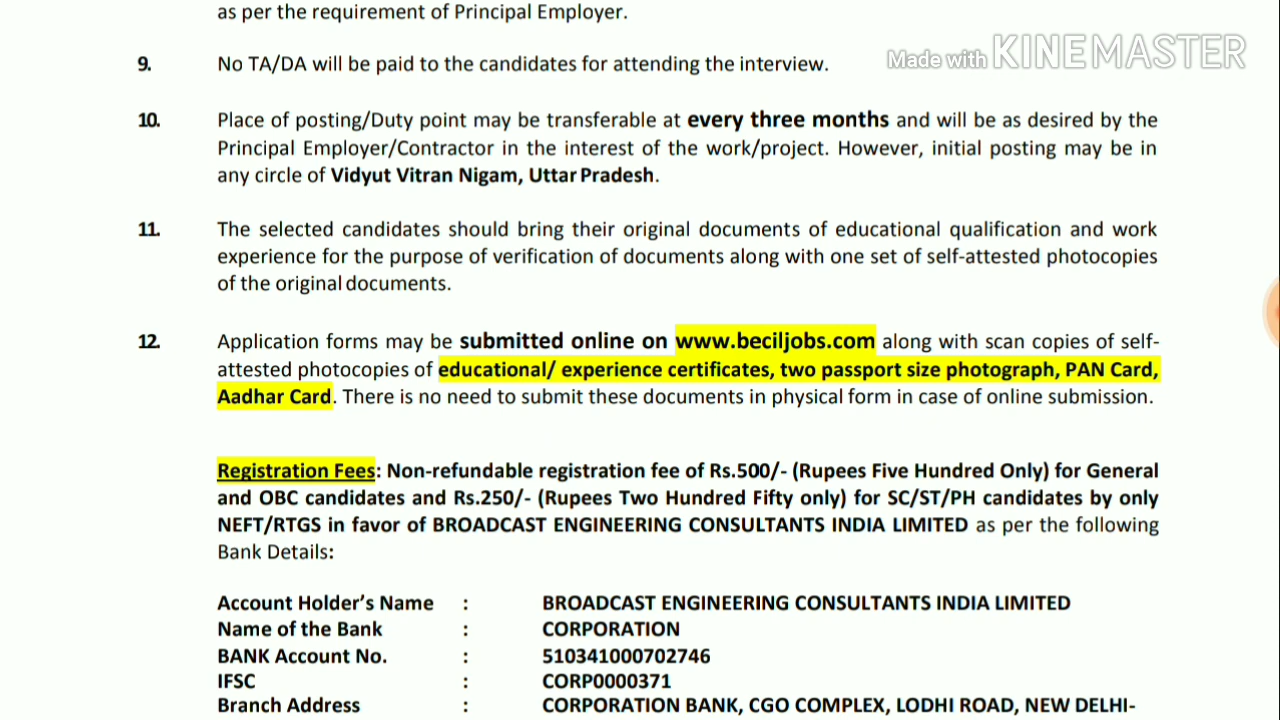 as per the requirement of Principal Employer.
Made with KINEMASTER
9. No TA/DA will be paid to the candidates for attending the interview.
10. Place of posting/Duty point may be transferable at every three months and will be as desired by the
Principal Employer/Contractor in the interest of the work/project. However, initial posting may be in
any circle of Vidyut Vitran Nigam, Uttar Pradesh.
11. The selected candidates should bring their original documents of educational qualification and work
experience for the purpose of verification of documents along with one set of self-attested photocopies
of the original documents.
12. Application forms may be submitted online on www.beciljobs.com along with scan copies of self-
attested photocopies of educational/ experience certificates, two passport size photograph, PAN Card,
Aadhar Card. There is no need to submit these documents in physical form in case of online submission.
Registration Fees: Non-refundable registration fee of Rs.500/- (Rupees Five Hundred Only) for General
and OBC candidates and Rs.250/- (Rupees Two Hundred Fifty only) for SC/ST/PH candidates by only
NEFT/RTGS in favor of BROADCAST ENGINEERING CONSULTANTS INDIA LIMITED as per the following
Bank Details:
Account Holder's Name : BROADCAST ENGINEERING CONSULTANTS INDIA LIMITED
Name of the Bank : CORPORATION
BANK Account No. : 510341000702746
IFSC : CORP0000371
Branch Address : CORPORATION BANK, CGO COMPLEX, LODHI ROAD, NEW DELHI-